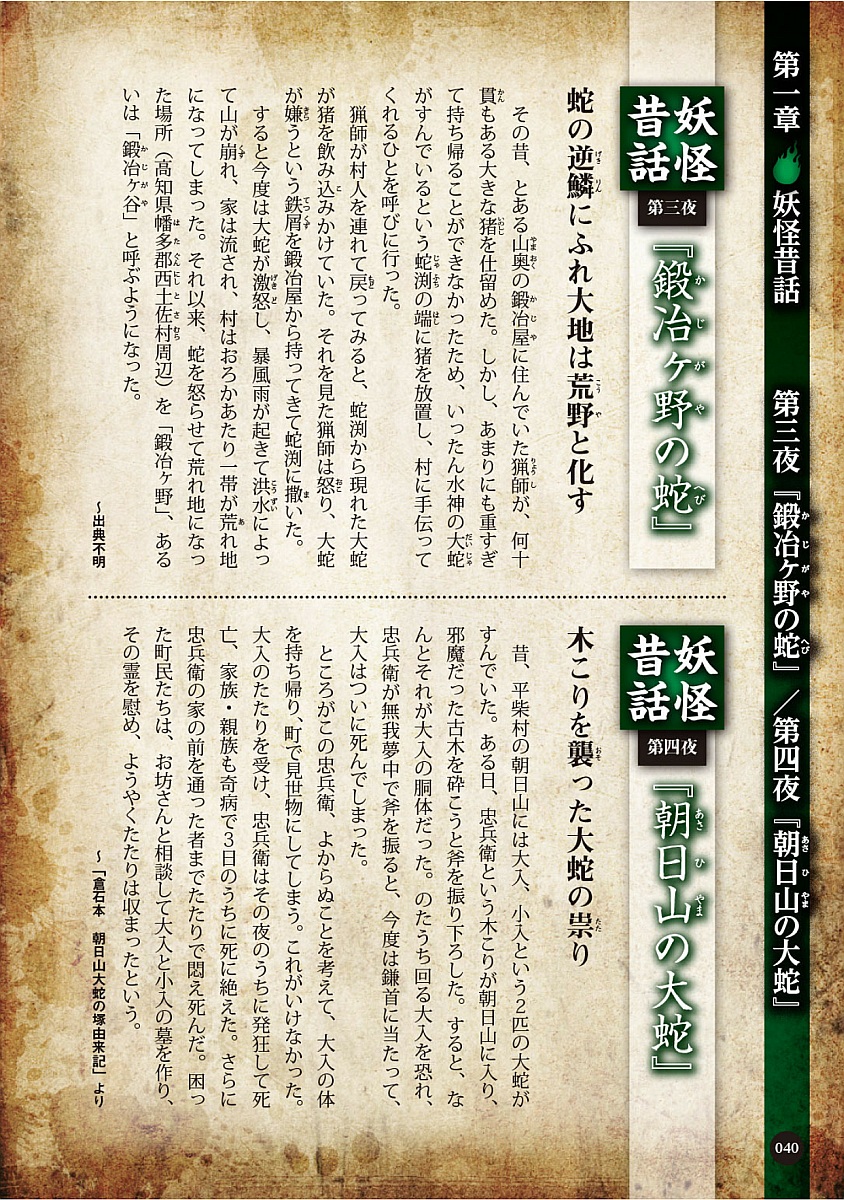 第一章 妖怪昔話 第三夜『鍛冶ヶ野の蛇』／第四夜『朝日山の大蛇』
妖怪
昔話
第三夜
『鍛冶ヶ野の蛇』
蛇の逆鱗にふれ大地は荒野と化す
その昔、とある山奥の鍛冶屋に住んでいた猟師が、何十
貫もある大きな猪を仕留めた。しかし、あまりにも重すぎ
て持ち帰ることができなかったため、いったん水神の大蛇
がすんでいるという蛇渕の端に猪を放置し、村に手伝って
くれるひとを呼びに行った。
猟師が村人を連れて戻ってみると、蛇渕から現れた大蛇
が猪を飲み込みかけていた。それを見た猟師は怒り、大蛇
が嫌うという鉄屑を鍛冶屋から持ってきて蛇渕に撒いた。
すると今度は大蛇が激怒し、暴風雨が起きて洪水によっ
て山が崩れ、家は流され、村はおろかあたり一帯が荒れ地
になってしまった。それ以来、蛇を怒らせて荒れ地になっ
た場所（高知県幡多郡西土佐村周辺）を「鍛冶ヶ野」、ある
いは「鍛冶ヶ谷」と呼ぶようになった。
～出典不明
妖怪
昔話
第四夜
『朝日山の大蛇』
木こりを襲った大蛇の祟り
昔、平柴村の朝日山には大入、小入という２匹の大蛇が
すんでいた。ある日、忠兵衛という木こりが朝日山に入り、
邪魔だった古木を砕こうと斧を振り下ろした。すると、な
んとそれが大入の胴体だった。のたうち回る大入を恐れ、
忠兵衛が無我夢中で斧を振ると、今度は鎌首に当たって、
大入はついに死んでしまった。
ところがこの忠兵衛、よからぬことを考えて、大入の体
を持ち帰り、町で見世物にしてしまう。これがいけなかった。
大入のたたりを受け、忠兵衛はその夜のうちに発狂して死
亡、家族・親族も奇病で３日のうちに死に絶えた。さらに
忠兵衛の家の前を通った者までたたりで悶え死んだ。困っ
た町民たちは、お坊さんと相談して大入と小入の墓を作り、
その霊を慰め、ようやくたたりは収まったという。
～「倉石本 朝日山大蛇の塚由来記」より
040